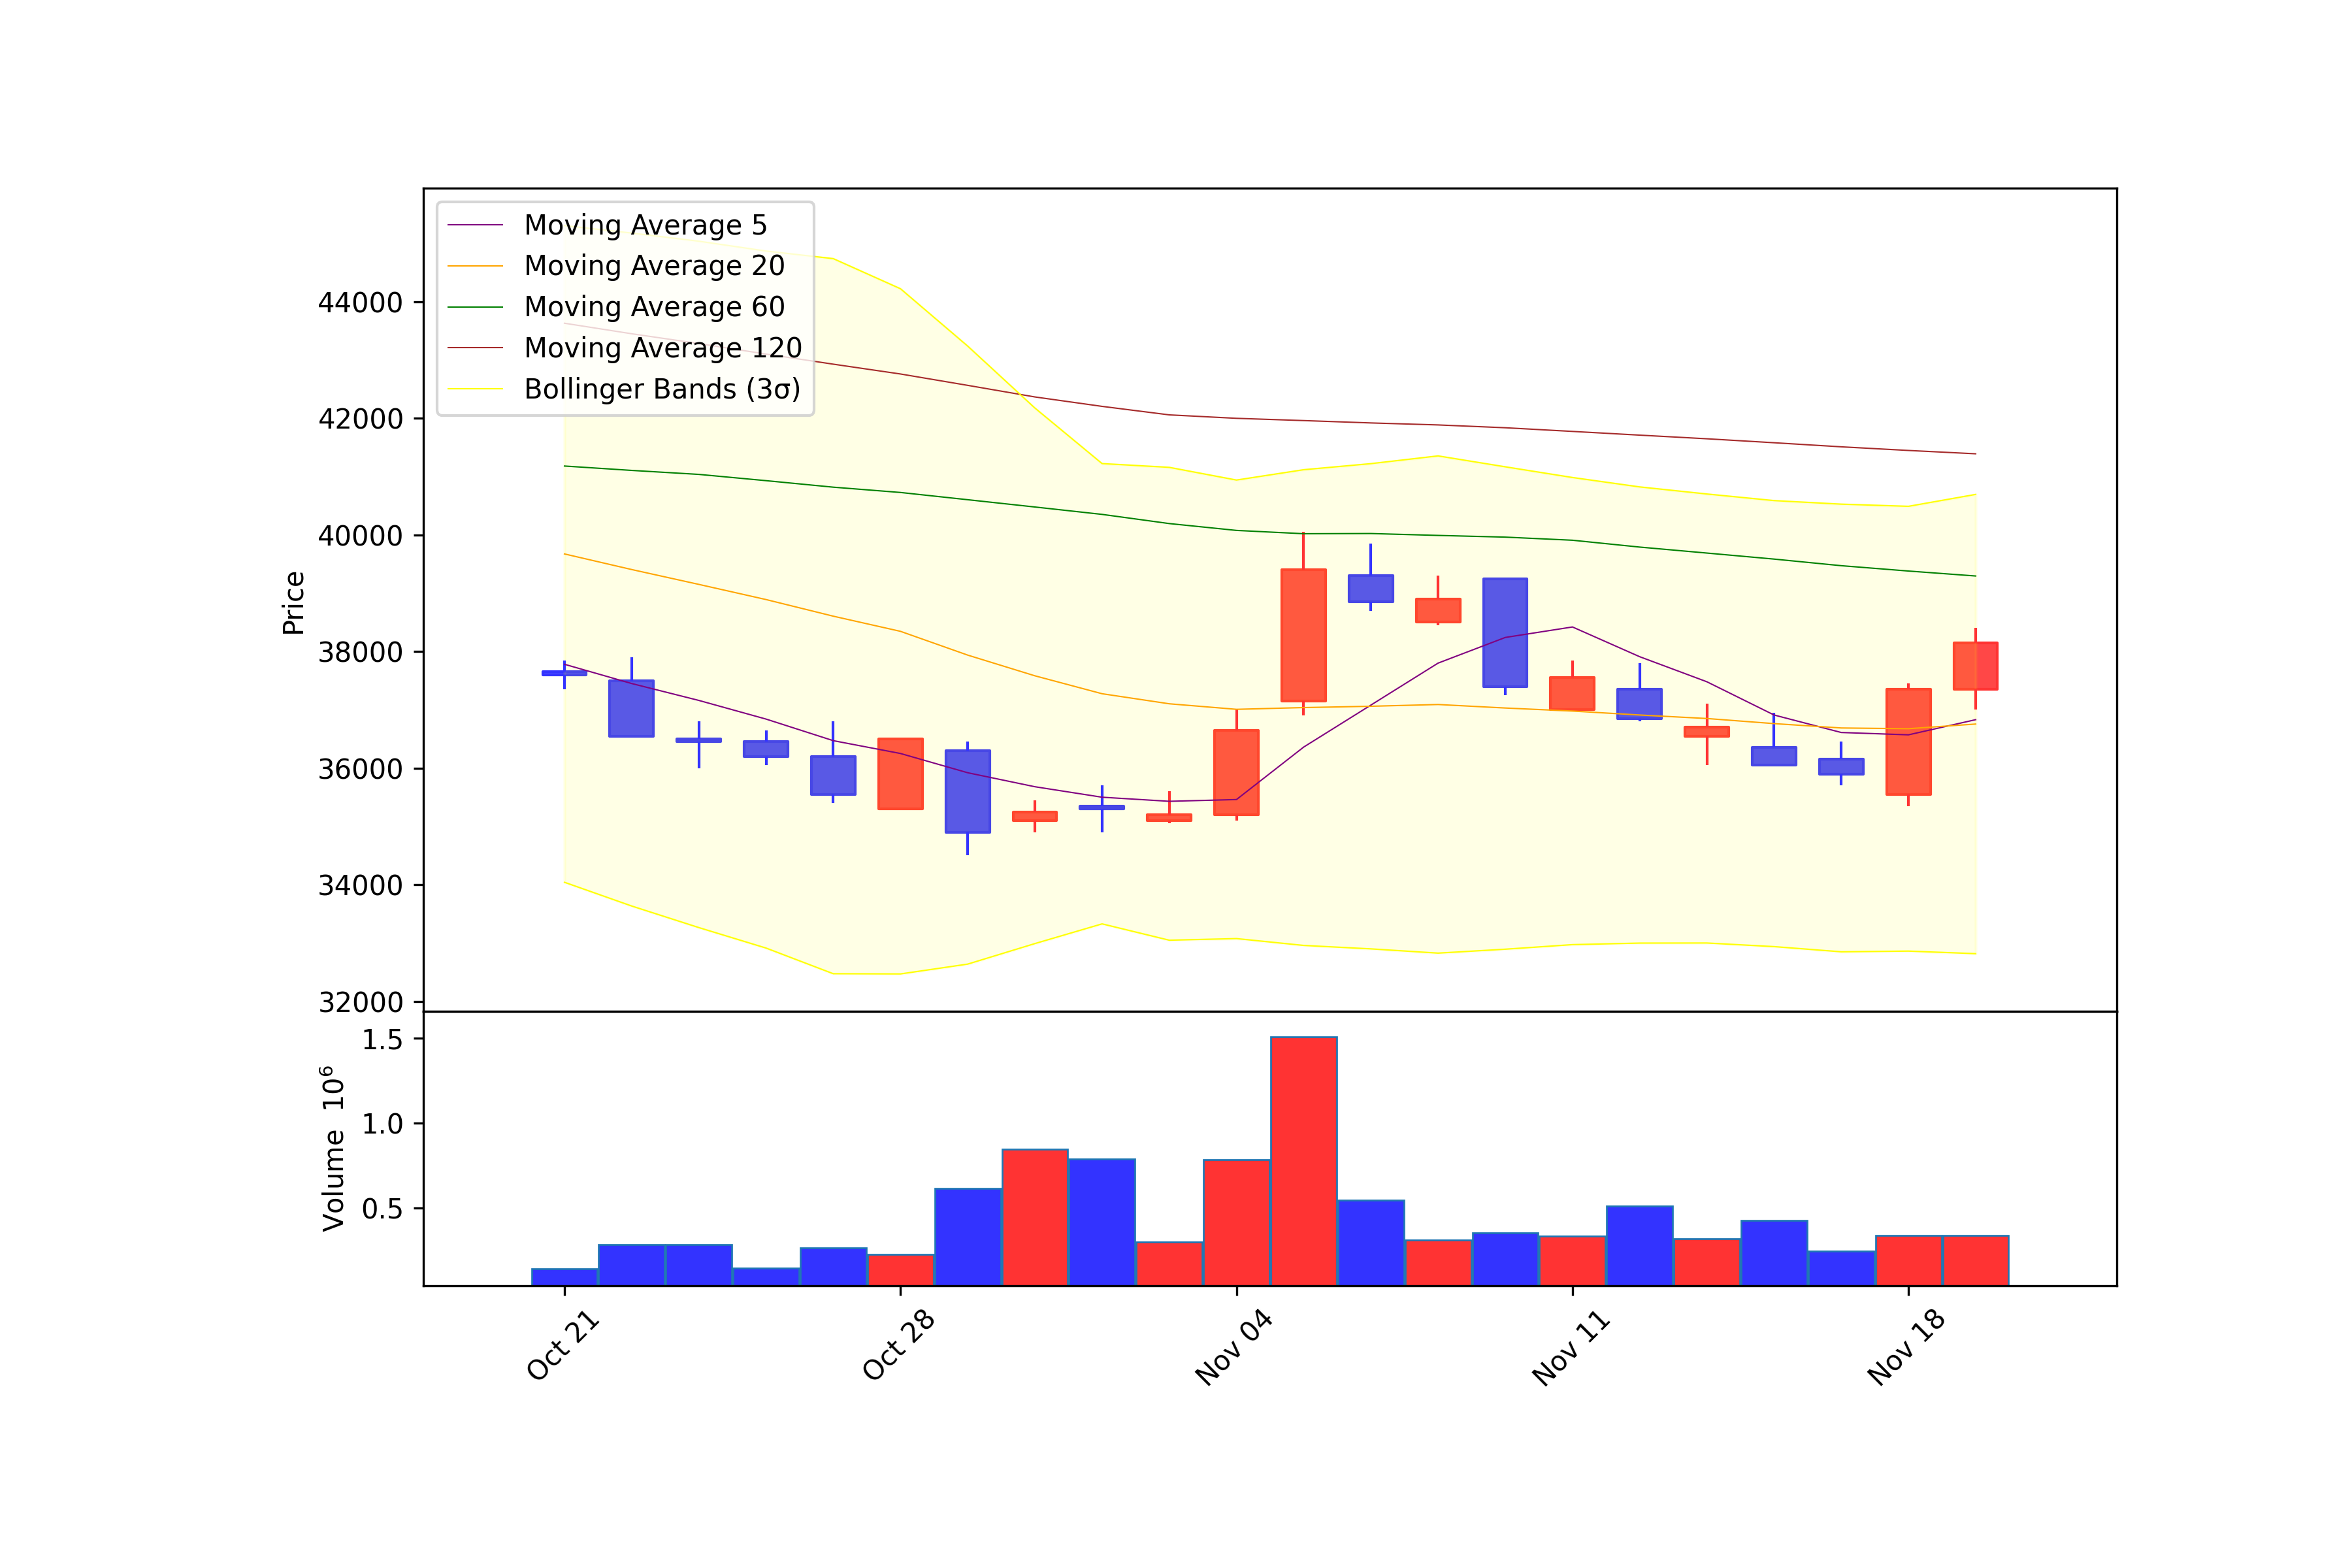 Moving Average 5
Moving Average 20
Moving Average 60
Moving Average 120
Bollinger Bands (3σ)
Price
44000
42000
40000
38000
36000
34000
32000
Volume 10⁶
1.5
1.0
0.5
Oct 21
Oct 28
Nov 04
Nov 11
Nov 18